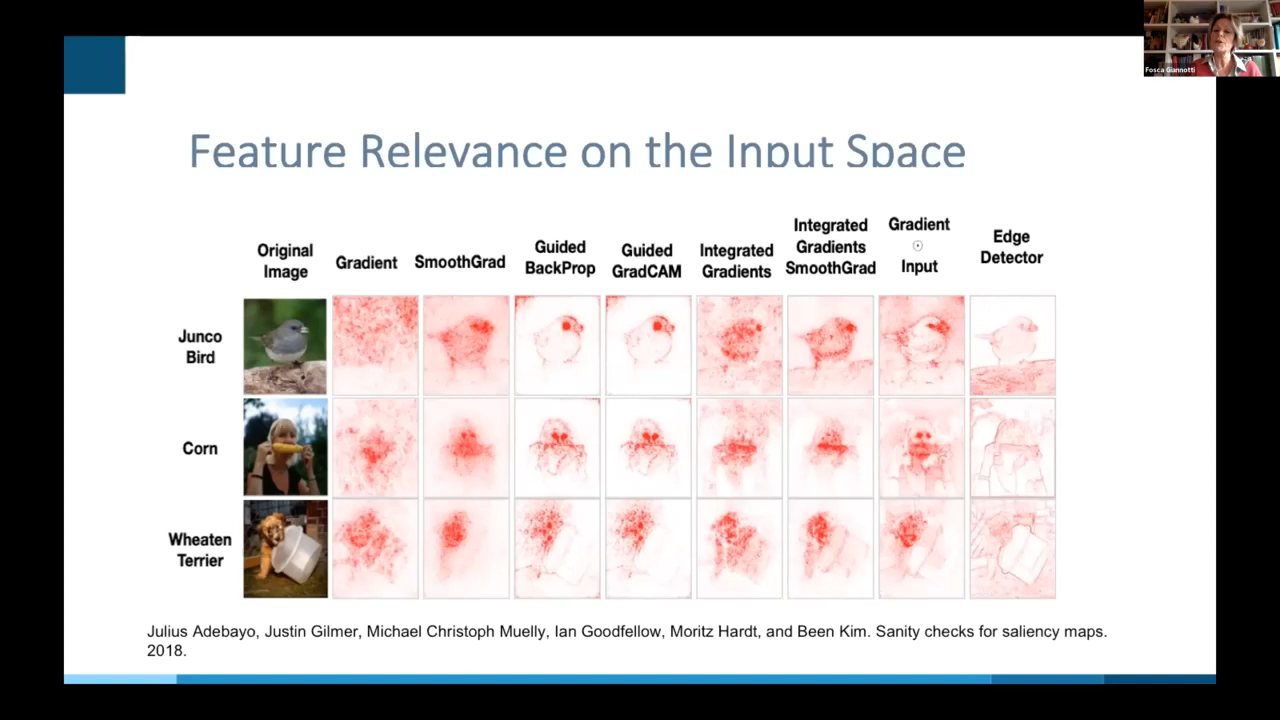 Fosca Giannotti
Feature Relevance on the Input Space
Original
Image
Gradient
SmoothGrad
Guided
BackProp
Guided
GradCAM
Integrated
Gradients
Integrated
Gradients
SmoothGrad
Gradient
⊙
Input
Edge
Detector
Junco
Bird
Corn
Wheaten
Terrier
Julius Adebayo, Justin Gilmer, Michael Christoph Muelly, Ian Goodfellow, Moritz Hardt, and Been Kim. Sanity checks for saliency maps.
2018.